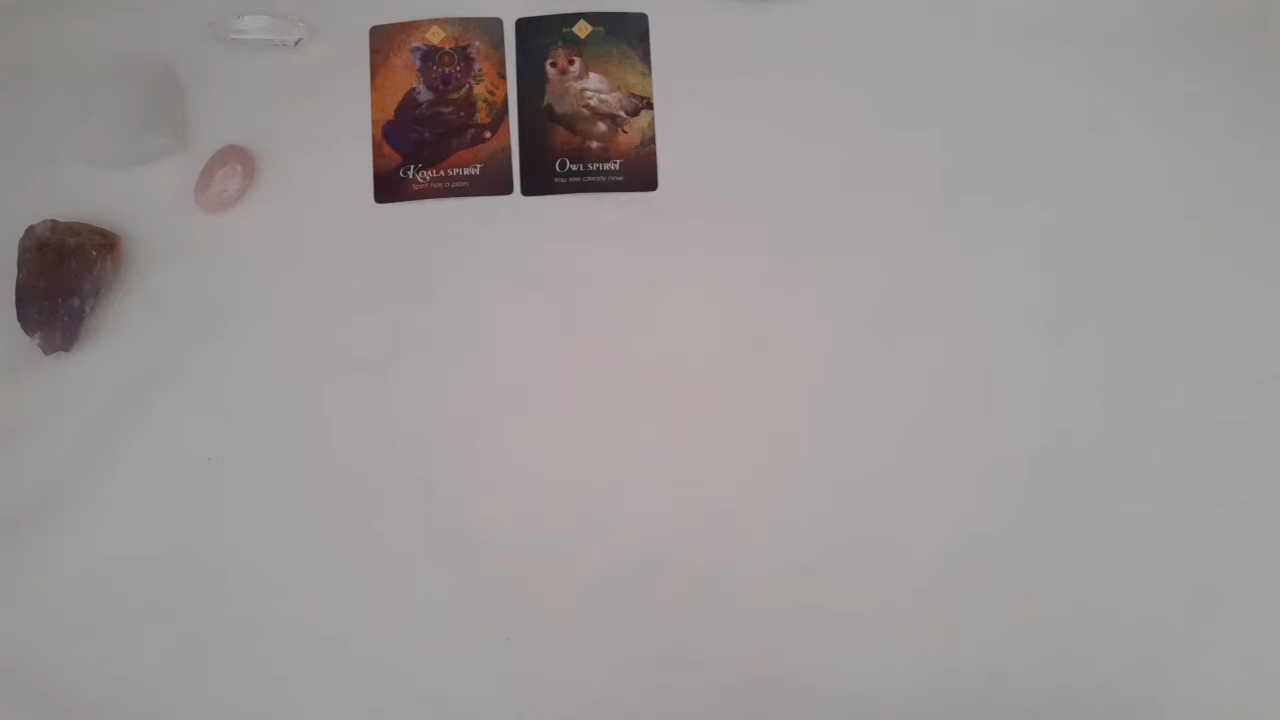 KOALA SPIRIT
Spirit has a plan.
OWL SPIRIT
You see clearly now.